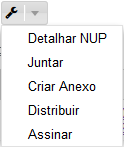 Detalhar NUP
Juntar
Criar Anexo
Distribuir
Assinar